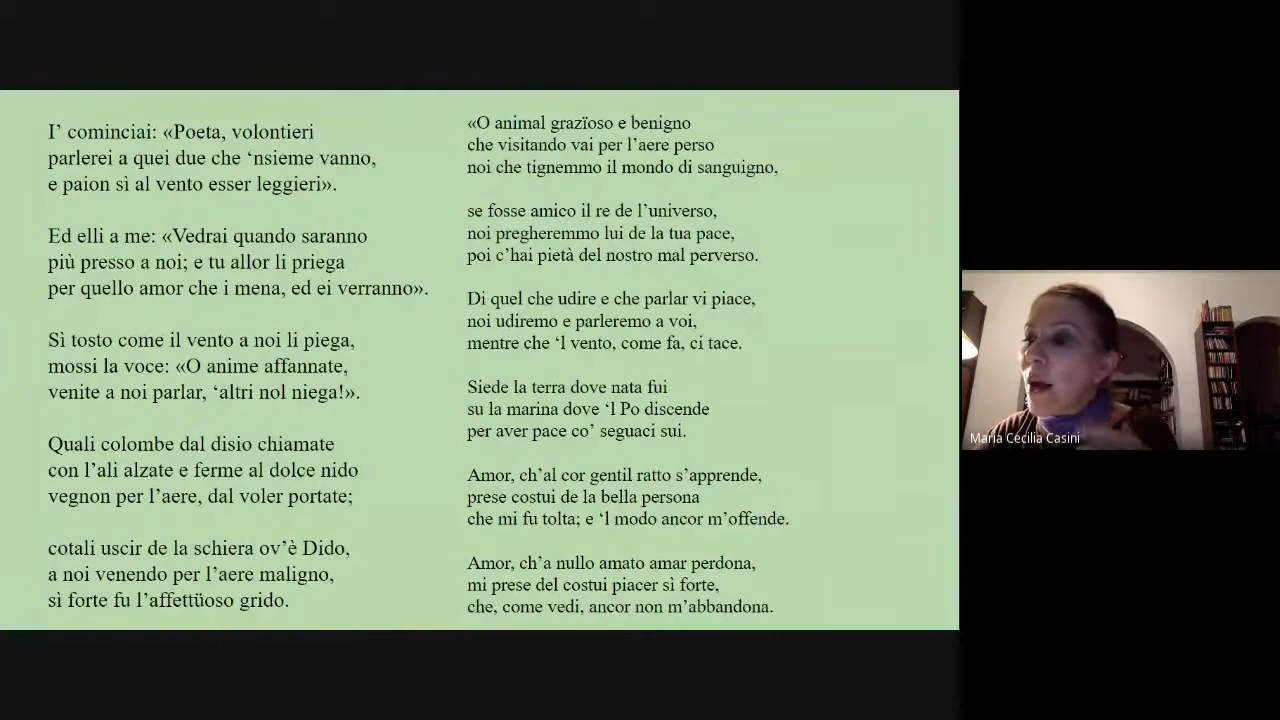 I’ cominciai: «Poeta, volontieri
parlerei a quei due che ‘nsieme vanno,
e paion sì al vento esser leggieri».
Ed elli a me: «Vedrai quando saranno
più presso a noi; e tu allor li priega
per quello amor che i mena, ed ei verranno».
Sì tosto come il vento a noi li piega,
mossi la voce: «O anime affannate,
venite a noi parlar, ‘altri nol niega!».
Quali colombe dal disio chiamate
con l’ali alzate e ferme al dolce nido
vegnon per l’aere, dal voler portate;
cotali uscir de la schiera ov’è Dido,
a noi venendo per l’aere maligno,
sì forte fu l’affettüoso grido.
«O animal grazïoso e benigno
che visitando vai per l’aere perso
noi che tignemmo il mondo di sanguigno,
se fosse amico il re de l’universo,
noi pregheremmo lui de la tua pace,
poi c’hai pietà del nostro mal perverso.
Di quel che udire e che parlar vi piace,
noi udiremo e parleremo a voi,
mentre che ‘l vento, come fa, ci tace.
Siede la terra dove nata fui
su la marina dove ‘l Po discende
per aver pace co’ seguaci sui.
Amor, ch’al cor gentil ratto s’apprende,
prese costui de la bella persona
che mi fu tolta; e ‘l modo ancor m’offende.
Amor, ch’a nullo amato amar perdona,
mi prese del costui piacer sì forte,
che, come vedi, ancor non m’abbandona.
Maria Cecilia Casini